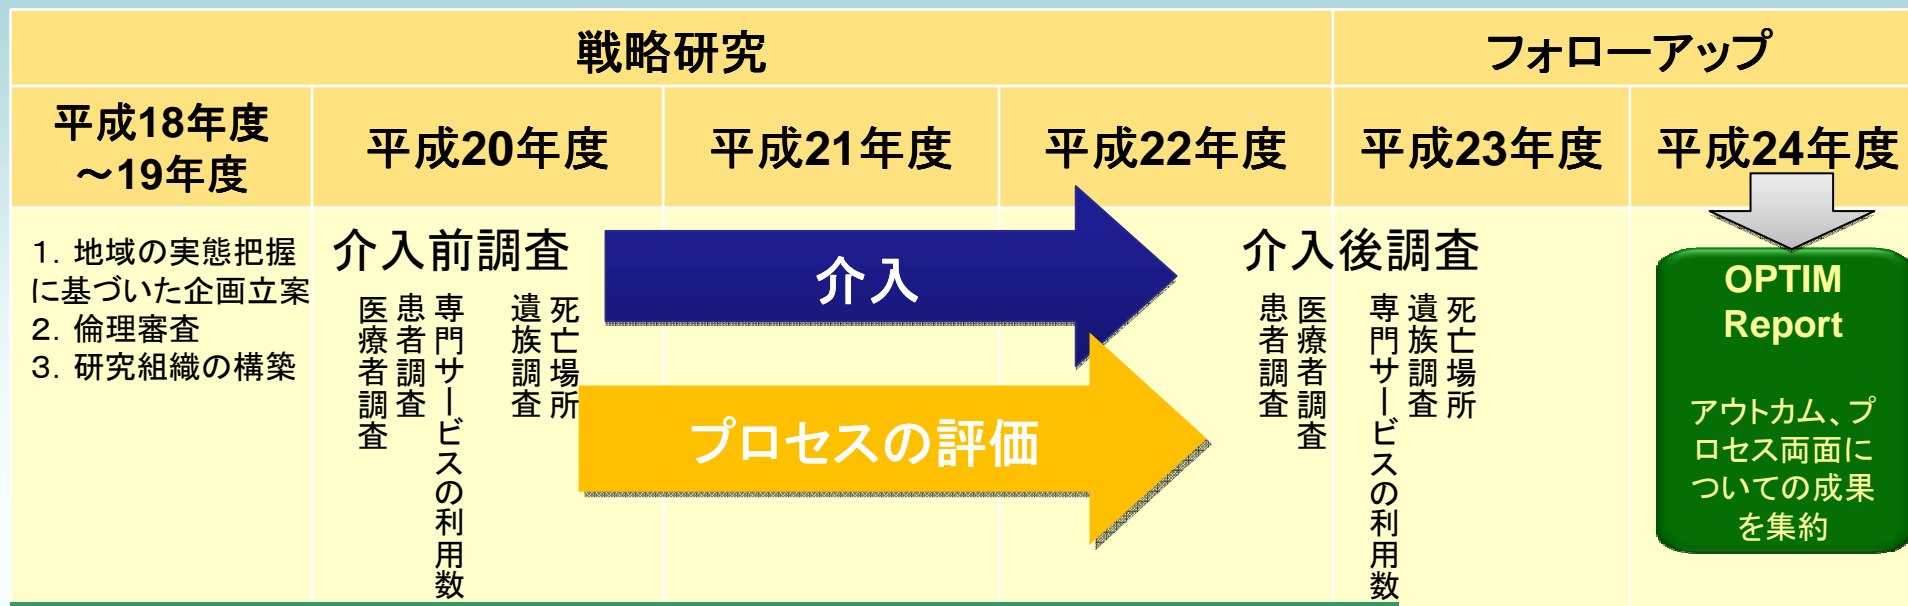 戦略研究
フォローアップ
平成18年度
～19年度
平成20年度
平成21年度
平成22年度
平成23年度
平成24年度
1. 地域の実態把握
に基づいた企画立案
2. 倫理審査
3. 研究組織の構築
介入前調査
医療者調査
患者調査
専門サービスの利用数
遺族調査
死亡場所
介入
プロセスの評価
介入後調査
患者調査
医療者調査
専門サービスの利用数
遺族調査
死亡場所
OPTIM
Report
アウトカム、プ
ロセス両面に
ついての成果
を集約